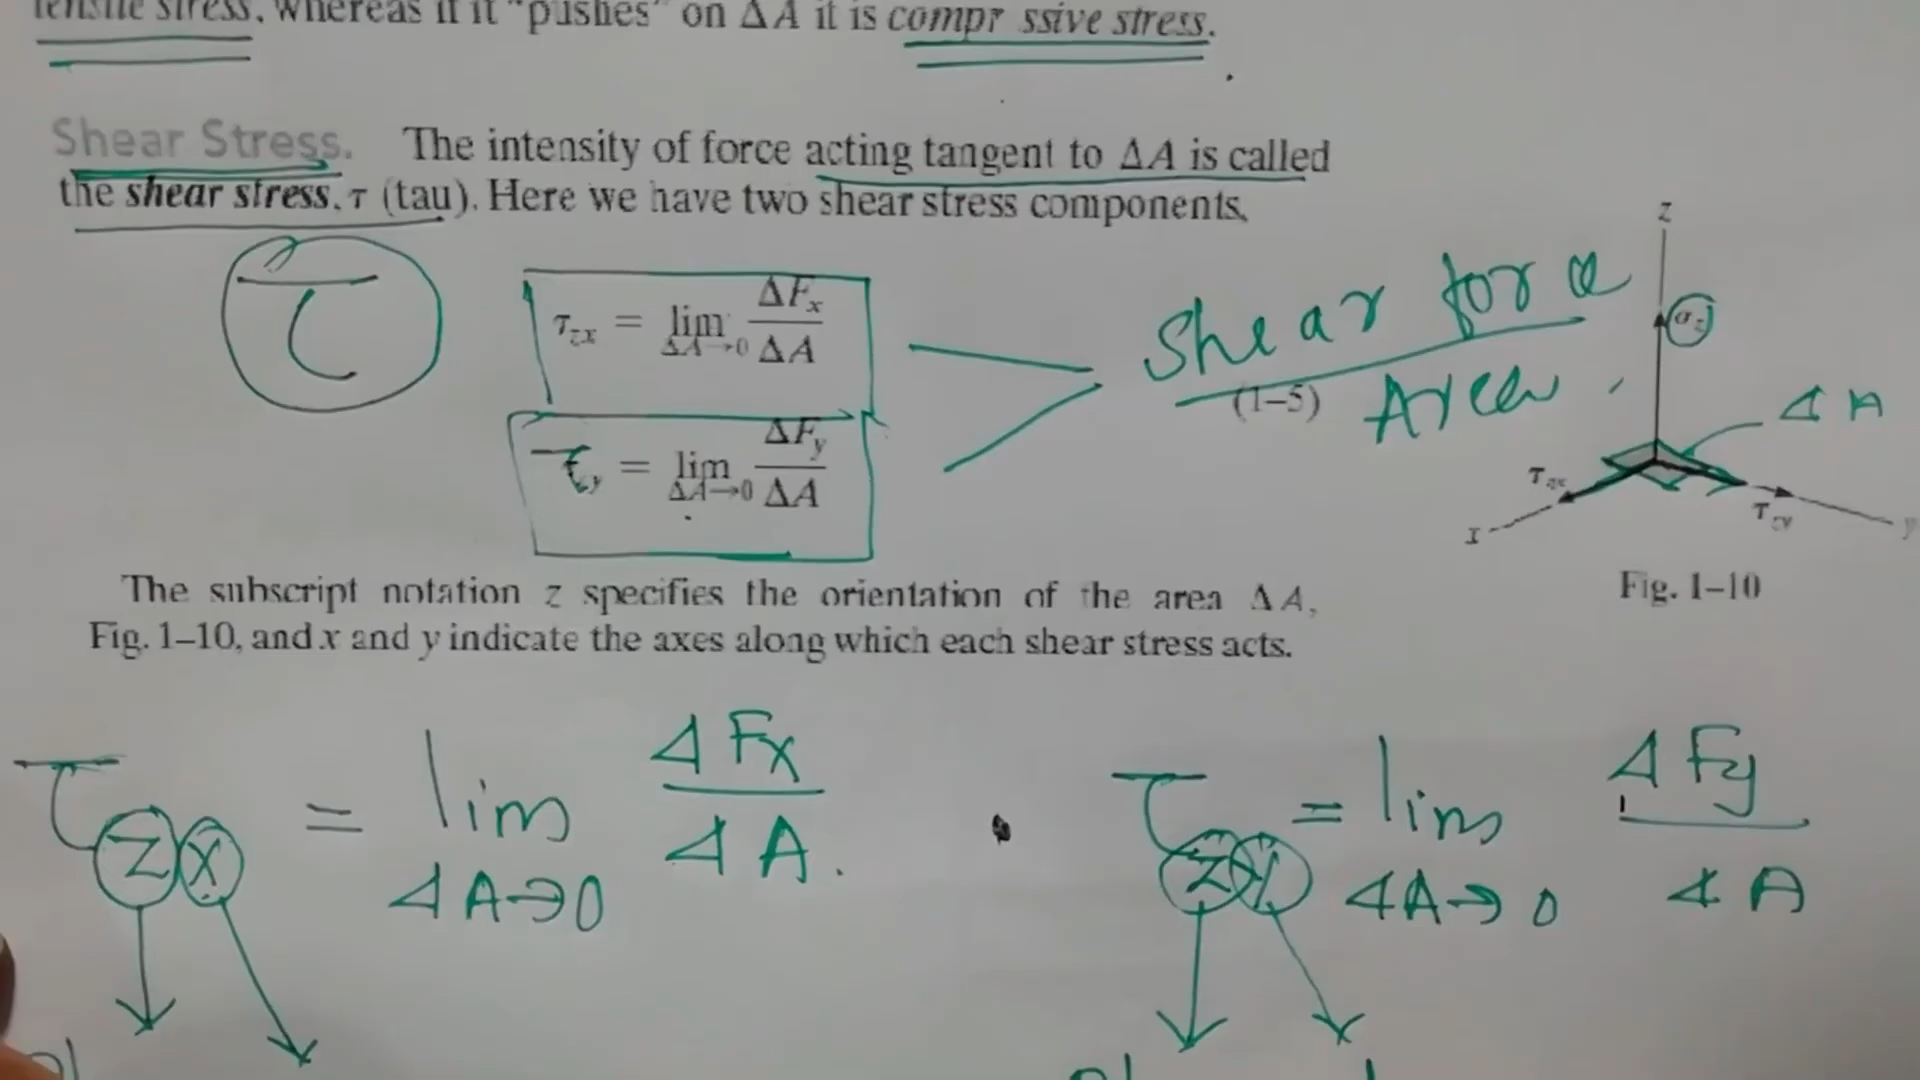 tensile stress, whereas if it "pushes" on ΔA it is compr ssive stress.
Shear Stress. The intensity of force acting tangent to ΔA is called
the shear stress, τ (tau). Here we have two shear stress components,
τ
τzx = lim ΔA→0 ΔFx / ΔA
τy = lim ΔA→0 ΔFy / ΔA
Shear force
Area
(1–5)
z
σz
ΔA
τzx
x
τzy
y
Fig. 1–10
The subscript notation z specifies the orientation of the area ΔA,
Fig. 1–10, and x and y indicate the axes along which each shear stress acts.
τzx = lim ΔA→0 ΔFx / ΔA.
τzy = lim ΔA→0 ΔFy / ΔA